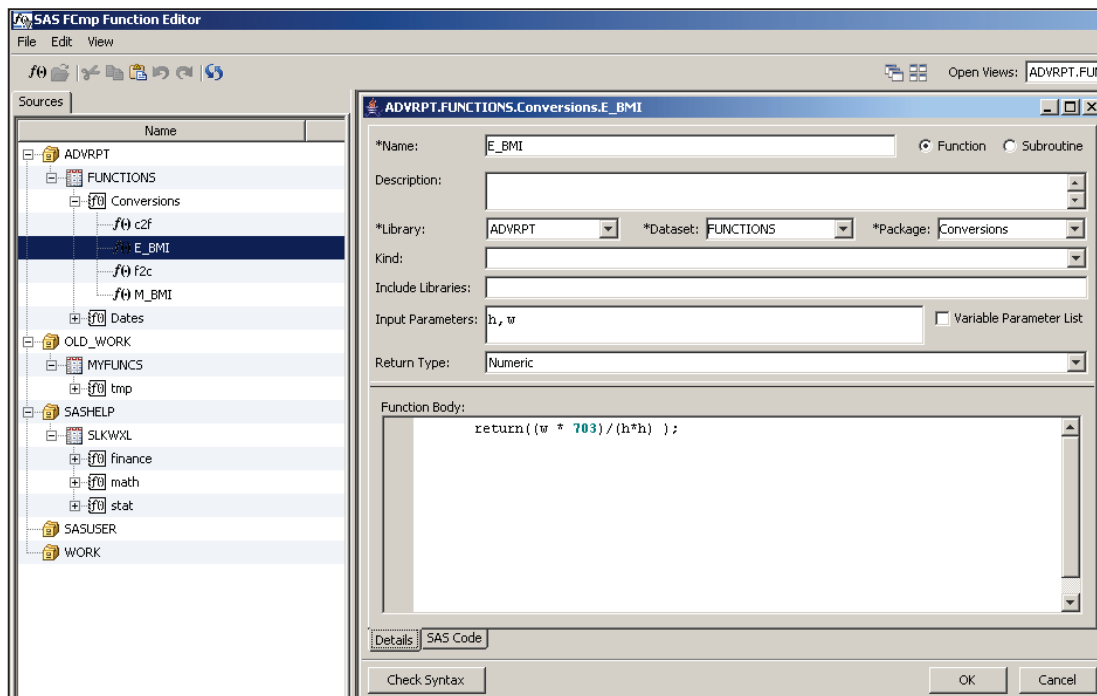 SAS FCmp Function Editor
File Edit View
f() Open Views: ADVRPT.FU
Sources
Name
ADVRPT
FUNCTIONS
Conversions
c2f
E_BMI
f2c
M_BMI
Dates
OLD_WORK
MYFUNCS
tmp
SASHELP
SLKWXL
finance
math
stat
SASUSER
WORK
ADVRPT.FUNCTIONS.Conversions.E_BMI
*Name: E_BMI Function Subroutine
Description:
*Library: ADVRPT *Dataset: FUNCTIONS *Package: Conversions
Kind:
Include Libraries:
Input Parameters: h,w Variable Parameter List
Return Type: Numeric
Function Body:
return((w * 703)/(h*h) );
Details SAS Code
Check Syntax OK Cancel